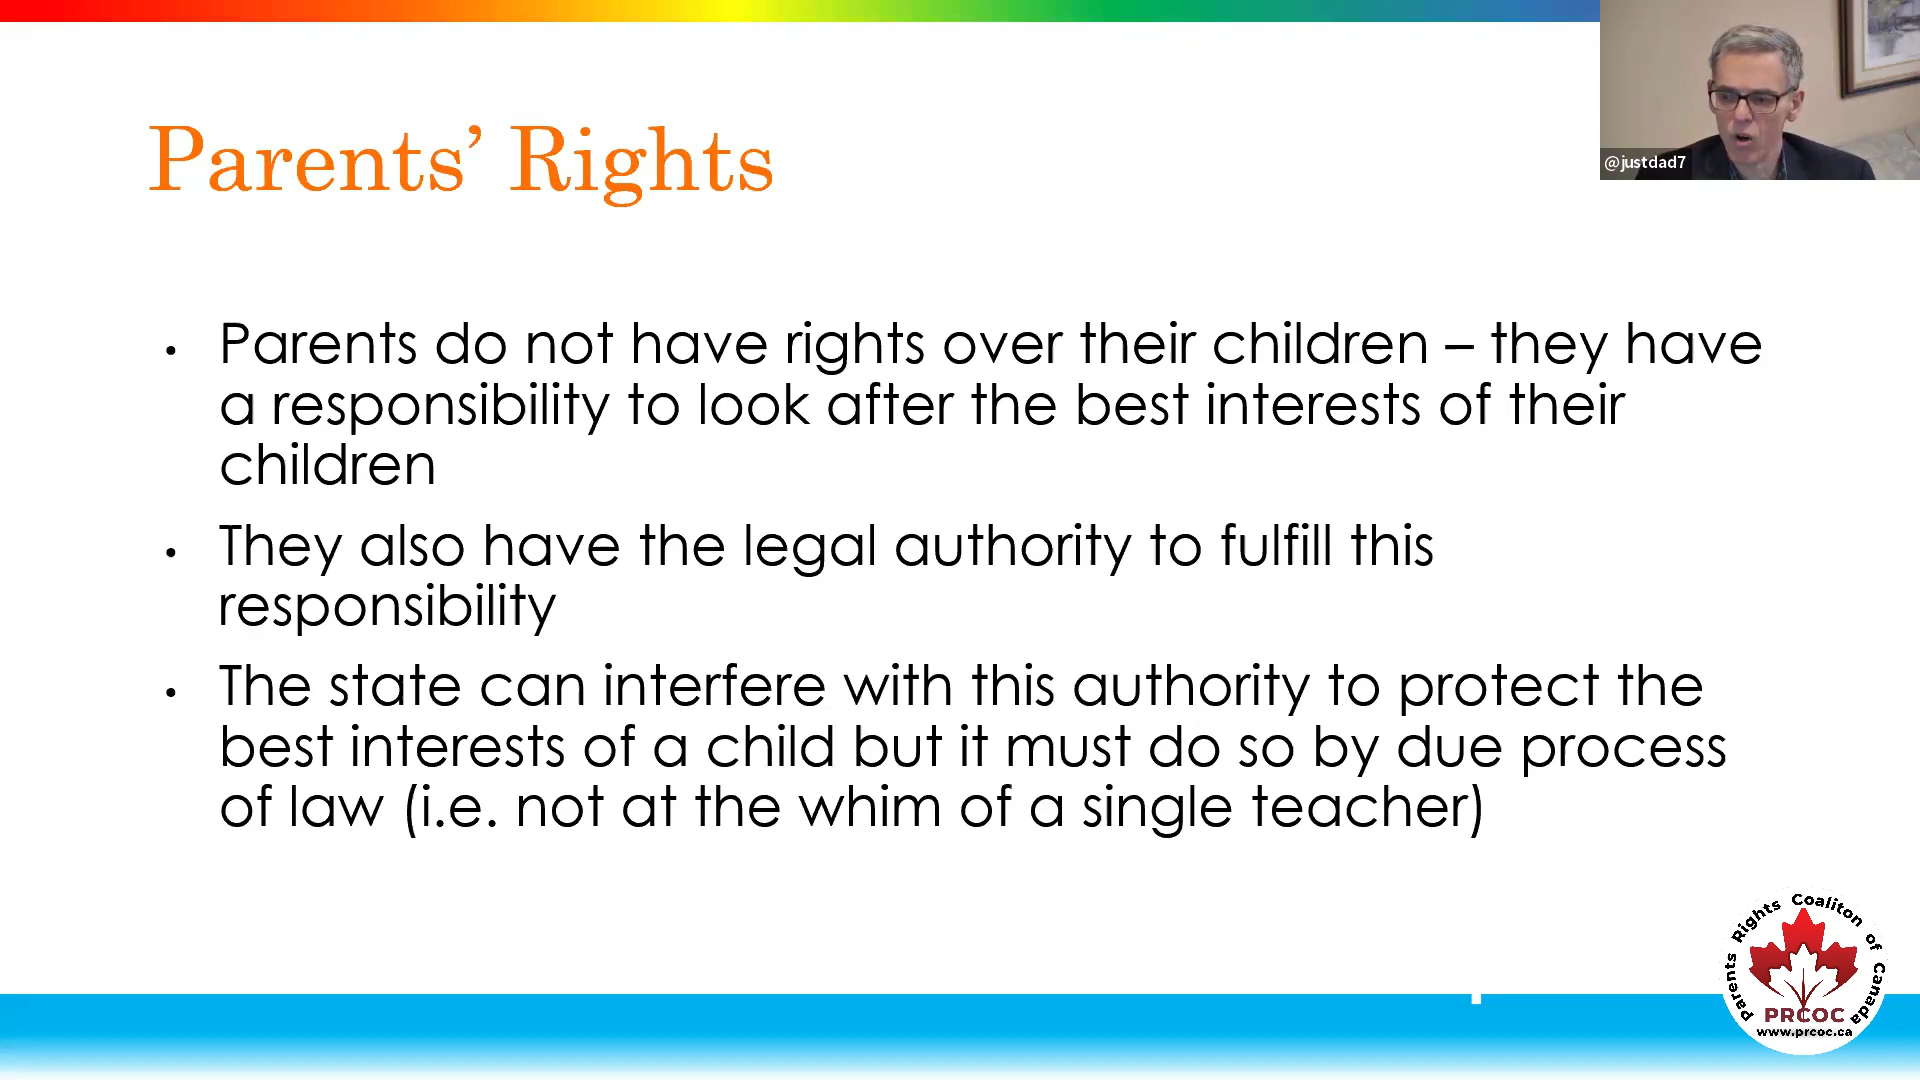 @justdad7
Parents’ Rights
• Parents do not have rights over their children – they have
a responsibility to look after the best interests of their
children
• They also have the legal authority to fulfill this
responsibility
• The state can interfere with this authority to protect the
best interests of a child but it must do so by due process
of law (i.e. not at the whim of a single teacher)
Parents Rights Coaliton of Canada
PRCOC
www.prcoc.ca